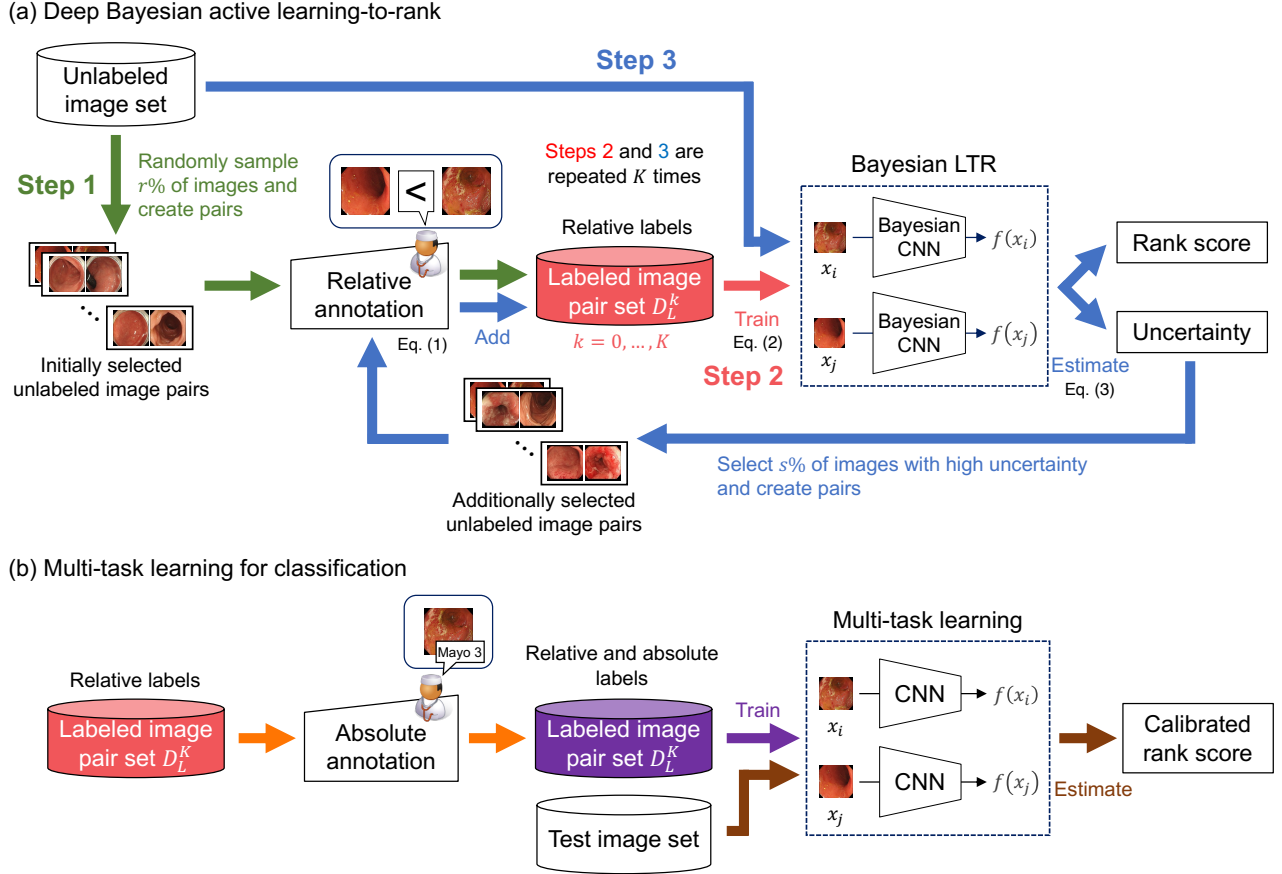 (a) Deep Bayesian active learning-to-rank
Unlabeled
image set
Step 3
Step 1
Randomly sample
r% of images and
create pairs
<
Steps 2 and 3 are
repeated K times
Bayesian LTR
Relative
annotation
Eq. (1)
Add
Relative labels
Labeled image
pair set D_L^k
k = 0, ..., K
Train
Eq. (2)
Step 2
Bayesian
CNN
x_i
f(x_i)
Bayesian
CNN
x_j
f(x_j)
Rank score
Uncertainty
Estimate
Eq. (3)
Initially selected
unlabeled image pairs
Select s% of images with high uncertainty
and create pairs
Additionally selected
unlabeled image pairs
(b) Multi-task learning for classification
Mayo 3
Relative labels
Labeled image
pair set D_L^K
Absolute
annotation
Relative and absolute
labels
Labeled image
pair set D_L^K
Test image set
Train
Multi-task learning
CNN
x_i
f(x_i)
CNN
x_j
f(x_j)
Estimate
Calibrated
rank score